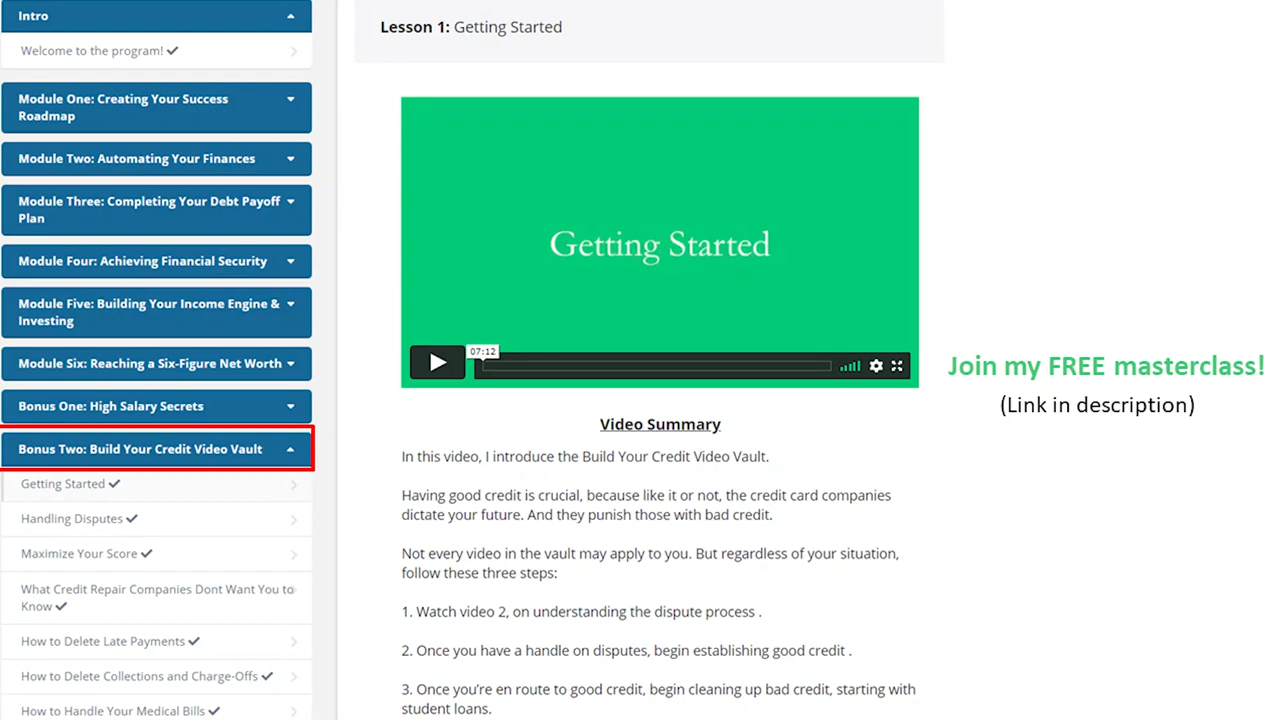 Intro
Welcome to the program!
Module One: Creating Your Success
Roadmap
Module Two: Automating Your Finances
Module Three: Completing Your Debt Payoff
Plan
Module Four: Achieving Financial Security
Module Five: Building Your Income Engine &
Investing
Module Six: Reaching a Six-Figure Net Worth
Bonus One: High Salary Secrets
Bonus Two: Build Your Credit Video Vault
Getting Started
Handling Disputes
Maximize Your Score
What Credit Repair Companies Dont Want You to
Know
How to Delete Late Payments
How to Delete Collections and Charge-Offs
How to Handle Your Medical Bills
Lesson 1: Getting Started
Getting Started
07:12
Video Summary
In this video, I introduce the Build Your Credit Video Vault.
Having good credit is crucial, because like it or not, the credit card companies
dictate your future. And they punish those with bad credit.
Not every video in the vault may apply to you. But regardless of your situation,
follow these three steps:
1. Watch video 2, on understanding the dispute process .
2. Once you have a handle on disputes, begin establishing good credit .
3. Once you're en route to good credit, begin cleaning up bad credit, starting with
student loans.
Join my FREE masterclass!
(Link in description)